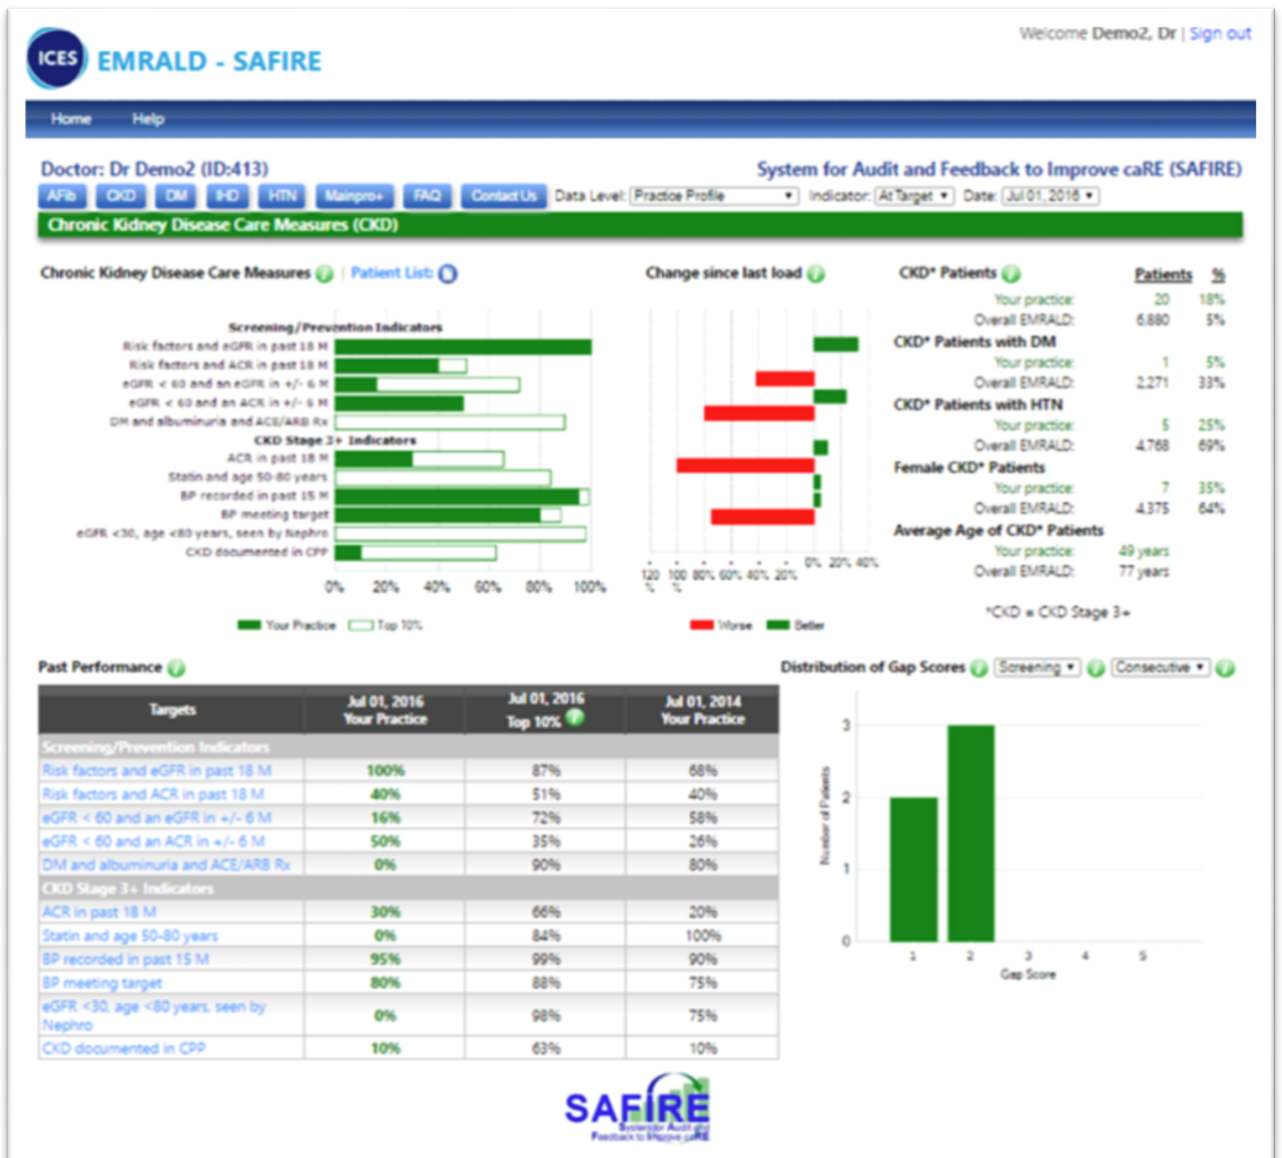 Welcome Demo2, Dr | Sign out
ICES EMRALD - SAFIRE
Home Help
Doctor: Dr Demo2 (ID:413) System for Audit and Feedback to Improve caRE (SAFIRE)
AFib CKD DM IHD HTN Mainpro+ FAQ Contact Us Data Level: Practice Profile Indicator: At Target Date: Jul 01, 2016
Chronic Kidney Disease Care Measures (CKD)
Chronic Kidney Disease Care Measures | Patient List:
Screening/Prevention Indicators
Risk factors and eGFR in past 18 M
Risk factors and ACR in past 18 M
eGFR < 60 and an eGFR in +/- 6 M
eGFR < 60 and an ACR in +/- 6 M
DM and albuminuria and ACE/ARB Rx
CKD Stage 3+ Indicators
ACR in past 18 M
Statin and age 50-80 years
BP recorded in past 15 M
BP meeting target
eGFR <30, age <80 years, seen by Nephro
CKD documented in CPP
0% 20% 40% 60% 80% 100%
Your Practice Top 10%
Change since last load
120 % 100 % 80% 60% 40% 20% 0% 20% 40%
Worse Better
CKD* Patients Patients %
Your practice: 20 18%
Overall EMRALD: 6,880 5%
CKD* Patients with DM
Your practice: 1 5%
Overall EMRALD: 2,271 33%
CKD* Patients with HTN
Your practice: 5 25%
Overall EMRALD: 4,768 69%
Female CKD* Patients
Your practice: 7 35%
Overall EMRALD: 4,375 64%
Average Age of CKD* Patients
Your practice: 49 years
Overall EMRALD: 77 years
*CKD = CKD Stage 3+
Past Performance
Targets Jul 01, 2016 Your Practice Jul 01, 2016 Top 10% Jul 01, 2014 Your Practice
Screening/Prevention Indicators
Risk factors and eGFR in past 18 M 100% 87% 68%
Risk factors and ACR in past 18 M 40% 51% 40%
eGFR < 60 and an eGFR in +/- 6 M 16% 72% 58%
eGFR < 60 and an ACR in +/- 6 M 50% 35% 26%
DM and albuminuria and ACE/ARB Rx 0% 90% 80%
CKD Stage 3+ Indicators
ACR in past 18 M 30% 66% 20%
Statin and age 50-80 years 0% 84% 100%
BP recorded in past 15 M 95% 99% 90%
BP meeting target 80% 88% 75%
eGFR <30, age <80 years, seen by Nephro 0% 98% 75%
CKD documented in CPP 10% 63% 10%
Distribution of Gap Scores Screening Consecutive
Number of Patients
3
2
1
0
1 2 3 4 5
Gap Score
SAFIRE
System for Audit and
Feedback to Improve caRE